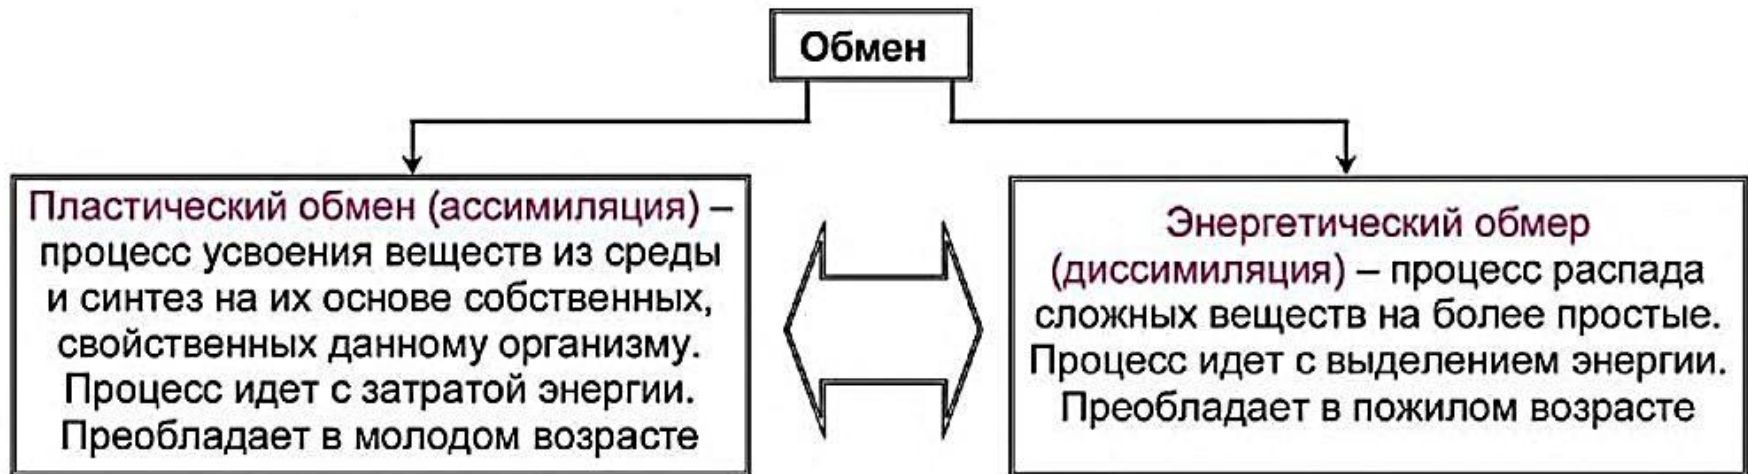 Обмен
Пластический обмен (ассимиляция) –
процесс усвоения веществ из среды
и синтез на их основе собственных,
свойственных данному организму.
Процесс идет с затратой энергии.
Преобладает в молодом возрасте
Энергетический обмер
(диссимиляция) – процесс распада
сложных веществ на более простые.
Процесс идет с выделением энергии.
Преобладает в пожилом возрасте